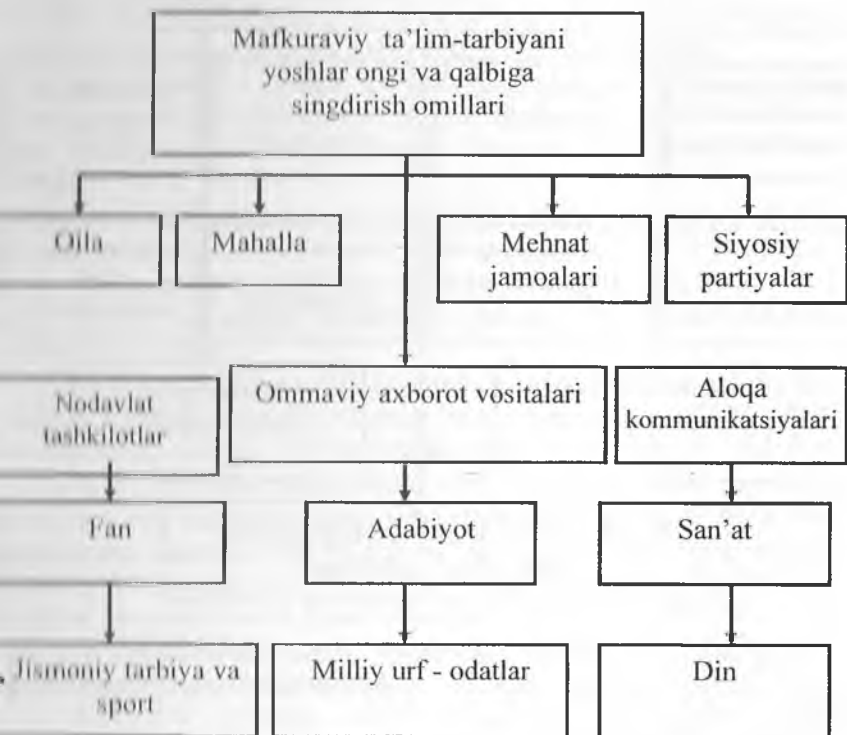 Mafkuraviy ta’lim-tarbiyani
yoshlar ongi va qalbiga
singdirish omillari
Oila
Mahalla
Mehnat
jamoalari
Siyosiy
partiyalar
Nodavlat
tashkilotlar
Ommaviy axborot vositalari
Aloqa
kommunikatsiyalari
Fan
Adabiyot
San’at
Jismoniy tarbiya va
sport
Milliy urf - odatlar
Din